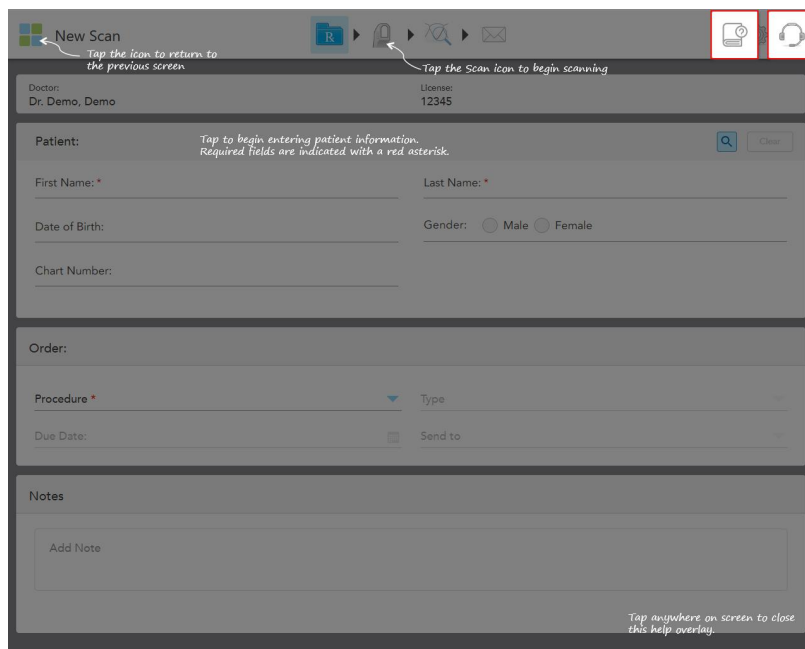 New Scan
R
Tap the icon to return to
the previous screen
Tap the Scan icon to begin scanning
Doctor:
Dr. Demo, Demo
License:
12345
Patient:
Tap to begin entering patient information.
Required fields are indicated with a red asterisk.
Clear
First Name: *
Last Name: *
Date of Birth:
Gender: Male Female
Chart Number:
Order:
Procedure *
Type
Due Date:
Send to
Notes
Add Note
Tap anywhere on screen to close
this help overlay.